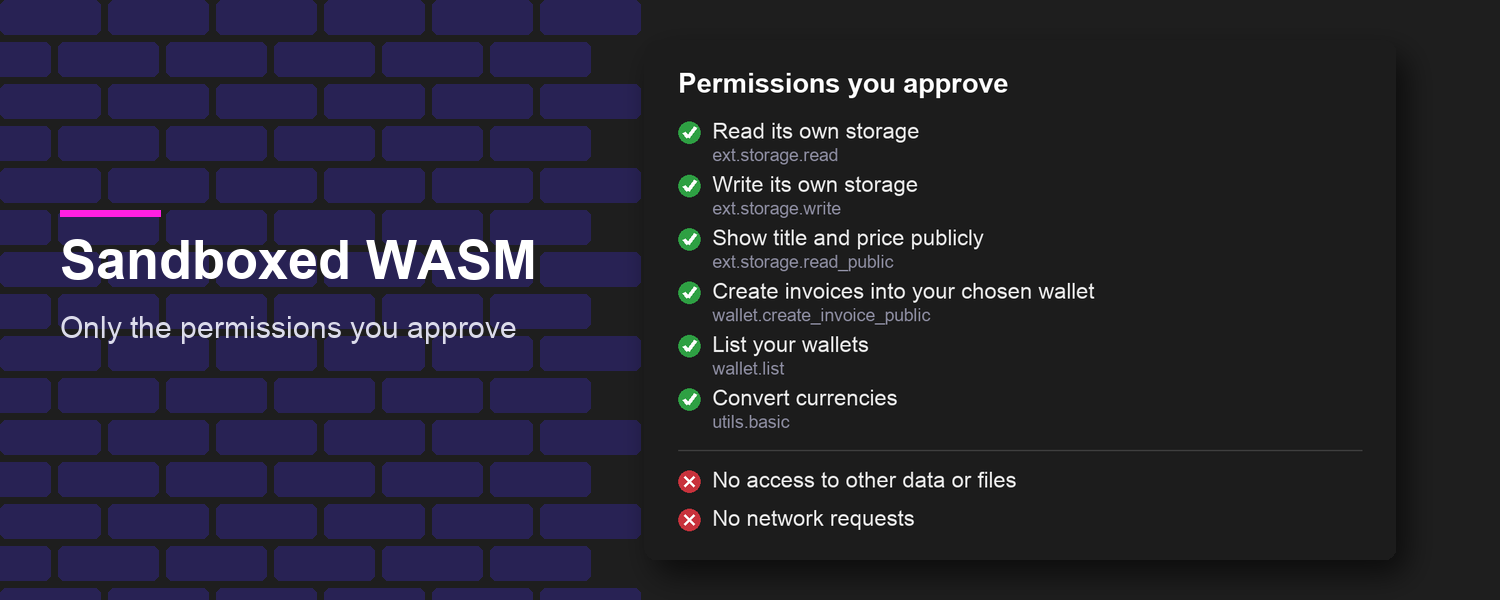 Sandboxed WASM
Only the permissions you approve
Permissions you approve
Read its own storage
ext.storage.read
Write its own storage
ext.storage.write
Show title and price publicly
ext.storage.read_public
Create invoices into your chosen wallet
wallet.create_invoice_public
List your wallets
wallet.list
Convert currencies
utils.basic
No access to other data or files
No network requests